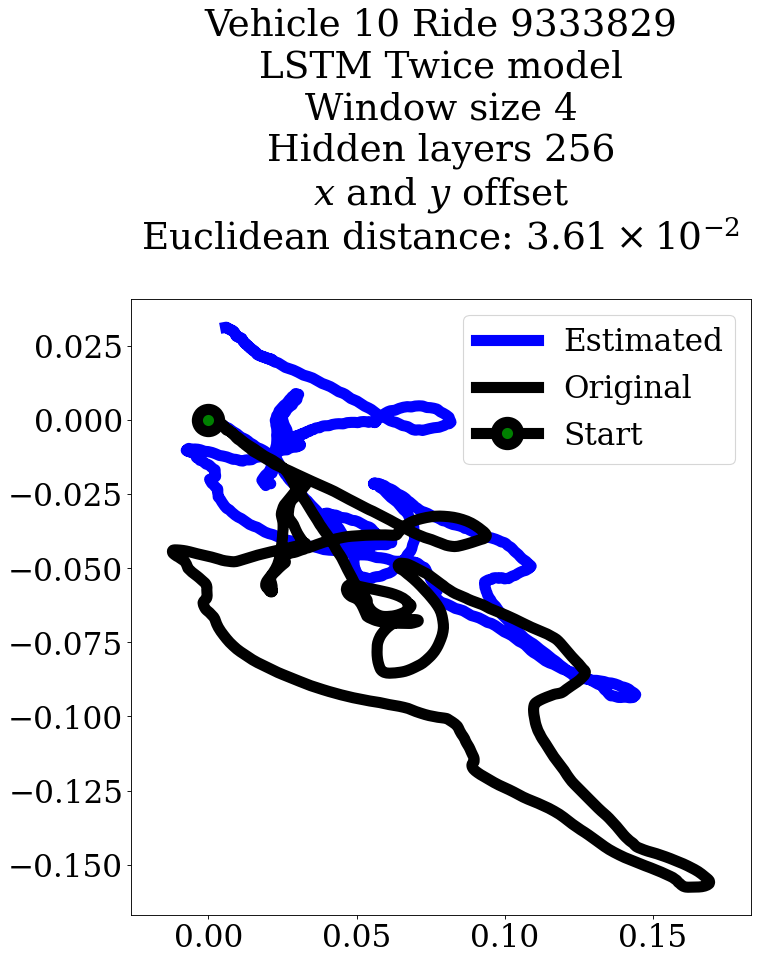 Vehicle 10 Ride 9333829
LSTM Twice model
Window size 4
Hidden layers 256
x and y offset
Euclidean distance: 3.61 × 10⁻²
Estimated
Original
Start
0.025
0.000
−0.025
−0.050
−0.075
−0.100
−0.125
−0.150
0.00 0.05 0.10 0.15